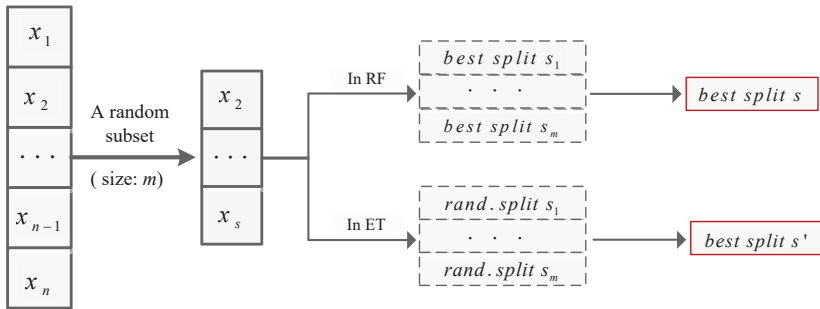 x₁
x₂
· · ·
xₙ₋₁
xₙ
A random
subset
( size: m)
x₂
· · ·
xₛ
In RF
best split s₁
· · ·
best split sₘ
best split s
In ET
rand. split s₁
· · ·
rand. split sₘ
best split s'